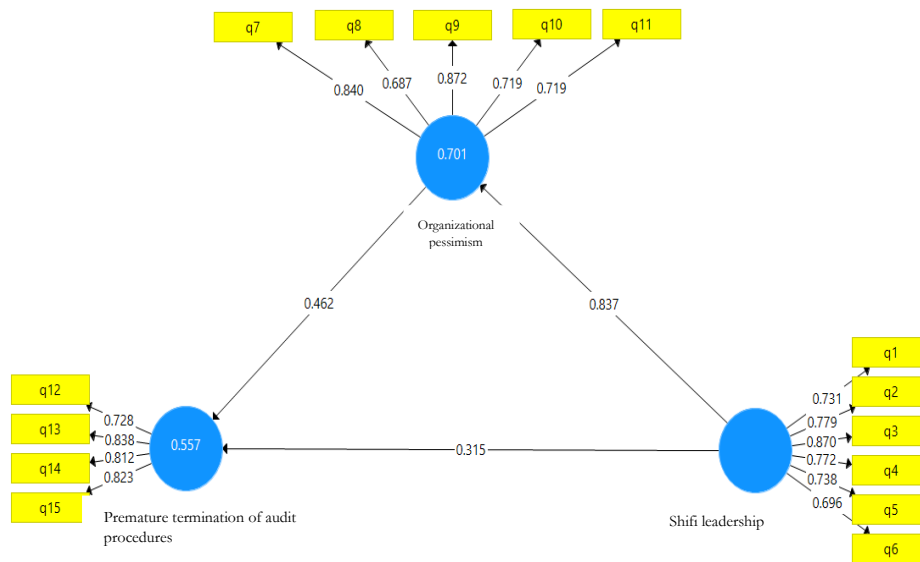 q7
q8
q9
q10
q11
0.840
0.687
0.872
0.719
0.719
0.701
Organizational
pessimism
0.462
0.837
q12
q13
q14
q15
0.728
0.838
0.812
0.823
0.557
0.315
q1
q2
q3
q4
q5
q6
0.731
0.779
0.870
0.772
0.738
0.696
Premature termination of audit
procedures
Shifi leadership